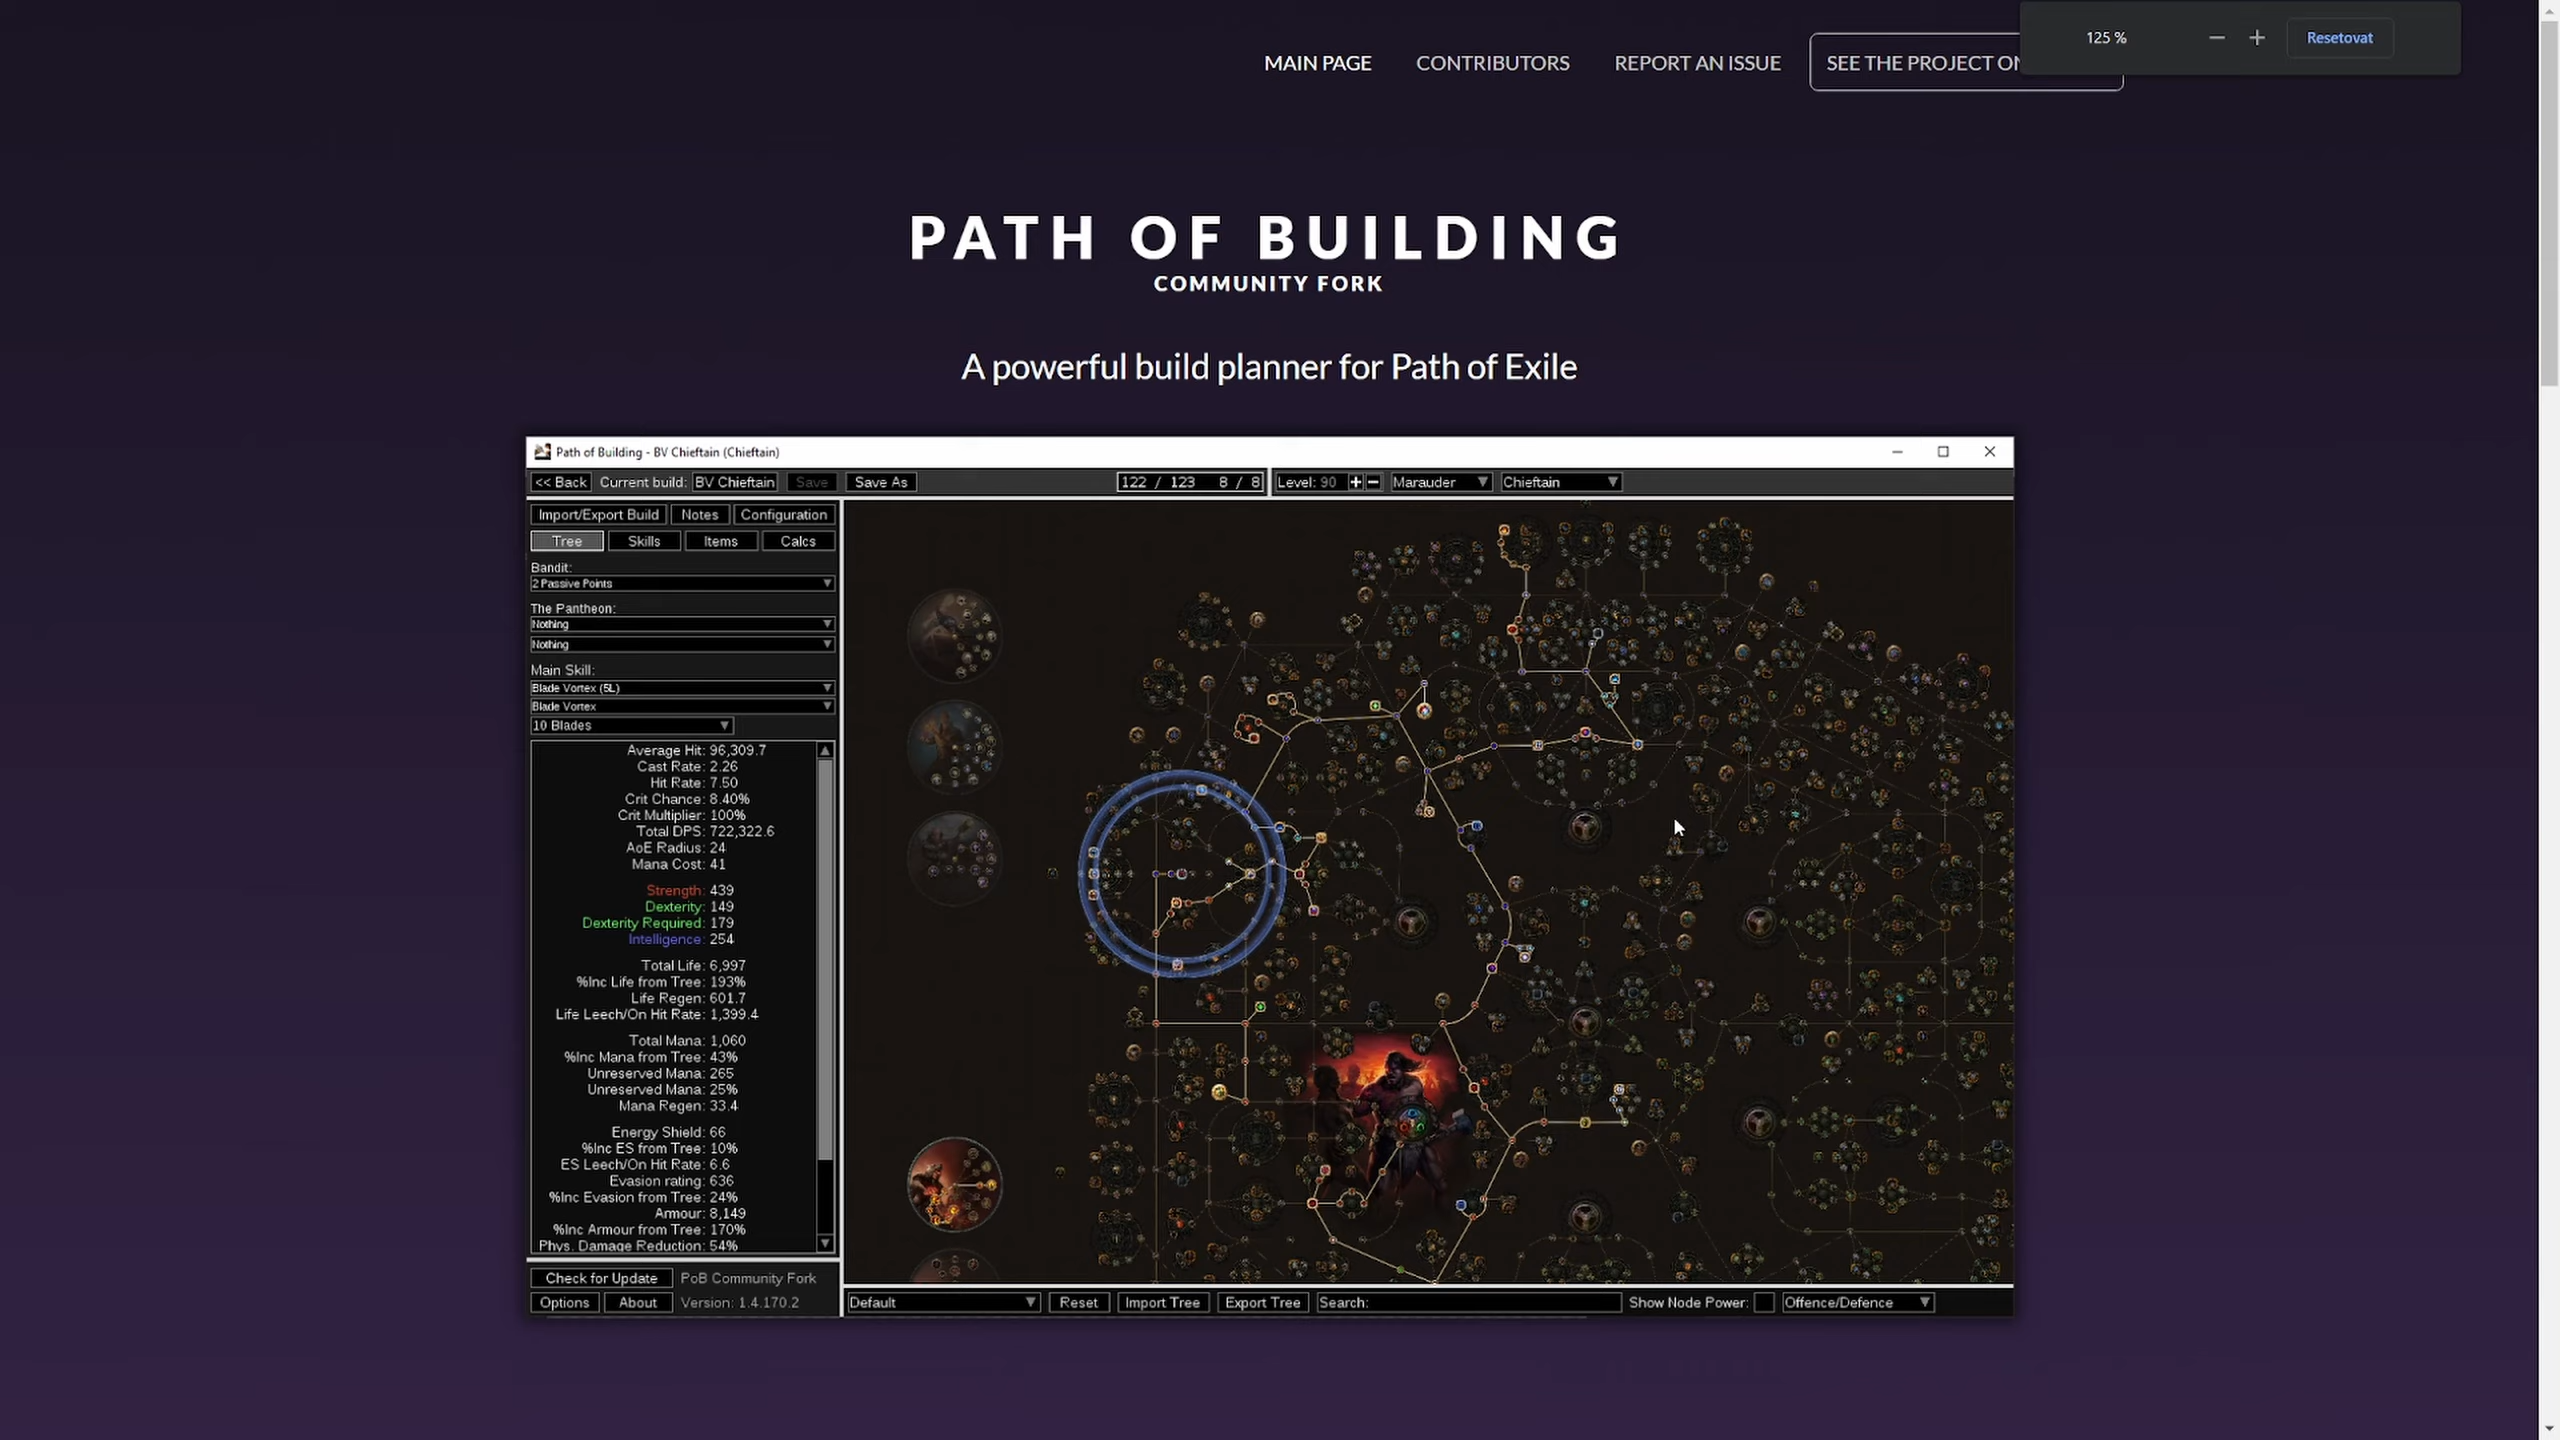 125 %
Resetovat
MAIN PAGE CONTRIBUTORS REPORT AN ISSUE SEE THE PROJECT ON
PATH OF BUILDING
COMMUNITY FORK
A powerful build planner for Path of Exile
Path of Building - BV Chieftain (Chieftain)
<< Back Current build: BV Chieftain Save Save As 122 / 123 8 / 8 Level: 90 Marauder Chieftain
Import/Export Build Notes Configuration
Tree Skills Items Calcs
Bandit:
2 Passive Points
The Pantheon:
Nothing
Nothing
Main Skill:
Blade Vortex (5L)
Blade Vortex
10 Blades
Average Hit: 96,309.7
Cast Rate: 2.26
Hit Rate: 7.50
Crit Chance: 8.40%
Crit Multiplier: 100%
Total DPS: 722,322.6
AoE Radius: 24
Mana Cost: 41
Strength: 439
Dexterity: 149
Dexterity Required: 179
Intelligence: 254
Total Life: 6,997
%Inc Life from Tree: 193%
Life Regen: 601.7
Life Leech/On Hit Rate: 1,399.4
Total Mana: 1,060
%Inc Mana from Tree: 43%
Unreserved Mana: 265
Unreserved Mana: 25%
Mana Regen: 33.4
Energy Shield: 66
%Inc ES from Tree: 10%
ES Leech/On Hit Rate: 6.6
Evasion rating: 636
%Inc Evasion from Tree: 24%
Armour: 8,149
%Inc Armour from Tree: 170%
Phys. Damage Reduction: 54%
Check for Update PoB Community Fork
Options About Version: 1.4.170.2
Default Reset Import Tree Export Tree Search: Show Node Power: Offence/Defence